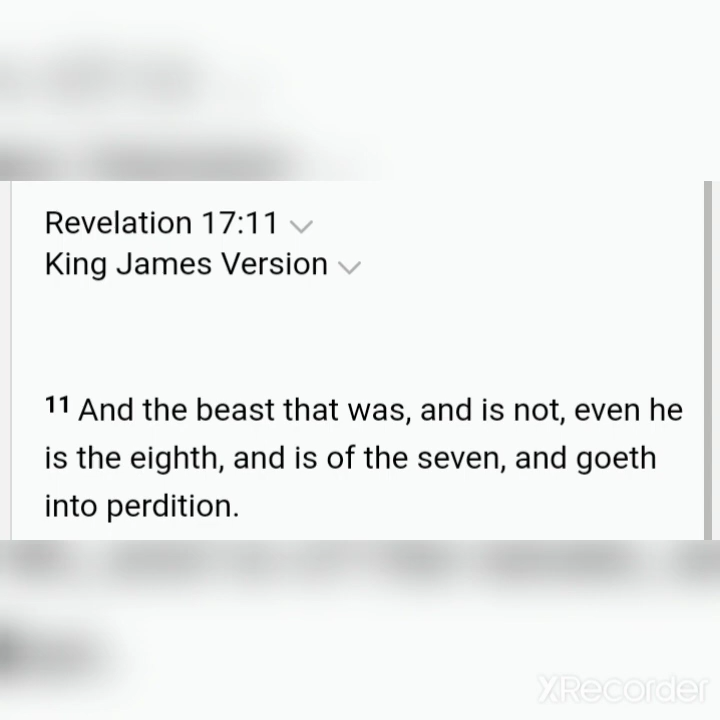 Revelation 17:11
King James Version
11 And the beast that was, and is not, even he
is the eighth, and is of the seven, and goeth
into perdition.
XRecorder